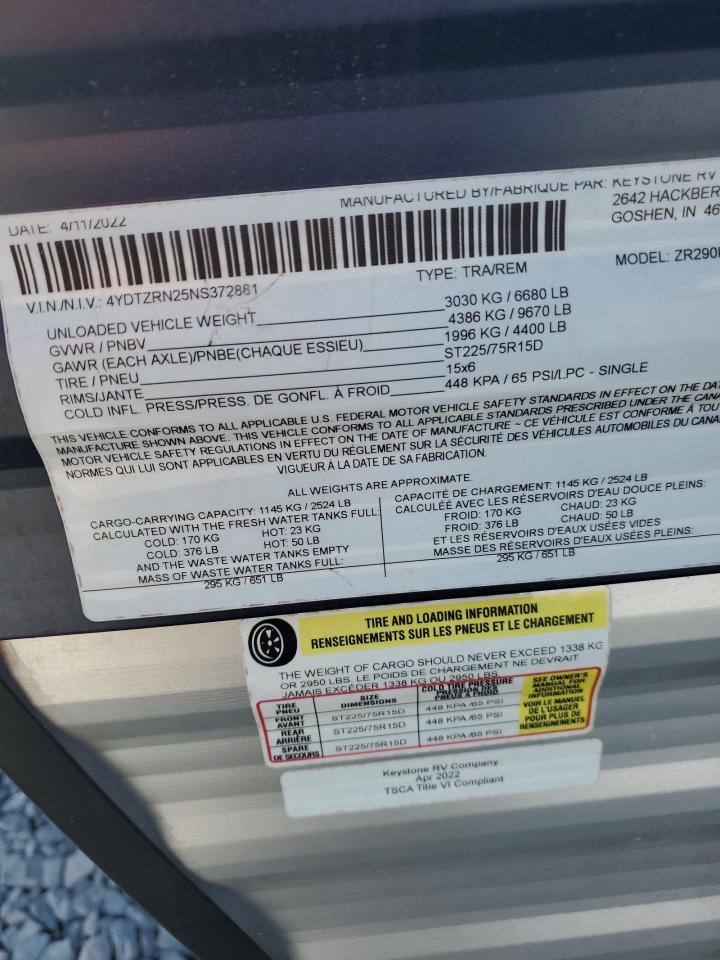 DATE: 4/11/2022
MANUFACTURED BY/FABRIQUE PAR: KEYSTONE RV
2642 HACKBER
GOSHEN, IN 46
V.I.N./N.I.V.: 4YDTZRN25NS372881
TYPE: TRA/REM
MODEL: ZR290
UNLOADED VEHICLE WEIGHT 3030 KG / 6680 LB
GVWR / PNBV 4386 KG / 9670 LB
GAWR (EACH AXLE)/PNBE(CHAQUE ESSIEU) 1996 KG / 4400 LB
TIRE / PNEU ST225/75R15D
RIMS/JANTE 15x6
COLD INFL. PRESS/PRESS. DE GONFL. À FROID 448 KPA / 65 PSI/LPC - SINGLE
THIS VEHICLE CONFORMS TO ALL APPLICABLE U.S. FEDERAL MOTOR VEHICLE SAFETY STANDARDS IN EFFECT ON THE DAT
MANUFACTURE SHOWN ABOVE. THIS VEHICLE CONFORMS TO ALL APPLICABLE STANDARDS PRESCRIBED UNDER THE CANA
MOTOR VEHICLE SAFETY REGULATIONS IN EFFECT ON THE DATE OF MANUFACTURE ~ CE VÉHICULE EST CONFORME À TOU
NORMES QUI LUI SONT APPLICABLES EN VERTU DU RÈGLEMENT SUR LA SÉCURITÉ DES VÉHICULES AUTOMOBILES DU CANA
VIGUEUR À LA DATE DE SA FABRICATION.
ALL WEIGHTS ARE APPROXIMATE.
CARGO-CARRYING CAPACITY: 1145 KG / 2524 LB
CALCULATED WITH THE FRESH WATER TANKS FULL:
COLD: 170 KG HOT: 23 KG
COLD: 376 LB HOT: 50 LB
AND THE WASTE WATER TANKS EMPTY
MASS OF WASTE WATER TANKS FULL:
295 KG / 651 LB
CAPACITÉ DE CHARGEMENT: 1145 KG / 2524 LB
CALCULÉE AVEC LES RÉSERVOIRS D'EAU DOUCE PLEINS:
FROID: 170 KG CHAUD: 23 KG
FROID: 376 LB CHAUD: 50 LB
ET LES RÉSERVOIRS D'EAUX USÉES VIDES
MASSE DES RÉSERVOIRS D'EAUX USÉES PLEINS:
295 KG / 651 LB
TIRE AND LOADING INFORMATION
RENSEIGNEMENTS SUR LES PNEUS ET LE CHARGEMENT
THE WEIGHT OF CARGO SHOULD NEVER EXCEED 1338 KG
OR 2950 LBS. LE POIDS DE CHARGEMENT NE DEVRAIT
JAMAIS EXCÉDER 1338 KG OU 2950 LBS
TIRE
PNEU
SIZE
DIMENSIONS
COLD TIRE PRESSURE
PRESSION DES
PNEUS A FROID
FRONT
AVANT
ST225/75R15D
448 KPA /65 PSI
REAR
ARRIÈRE
ST225/75R15D
448 KPA /65 PSI
SPARE
DE SECOURS
ST225/75R15D
448 KPA /65 PSI
SEE OWNER'S
MANUAL FOR
ADDITIONAL
INFORMATION
VOIR LE MANUEL
DE L'USAGER
POUR PLUS DE
RENSEIGNEMENTS
Keystone RV Company
Apr 2022
TSCA Title VI Compliant